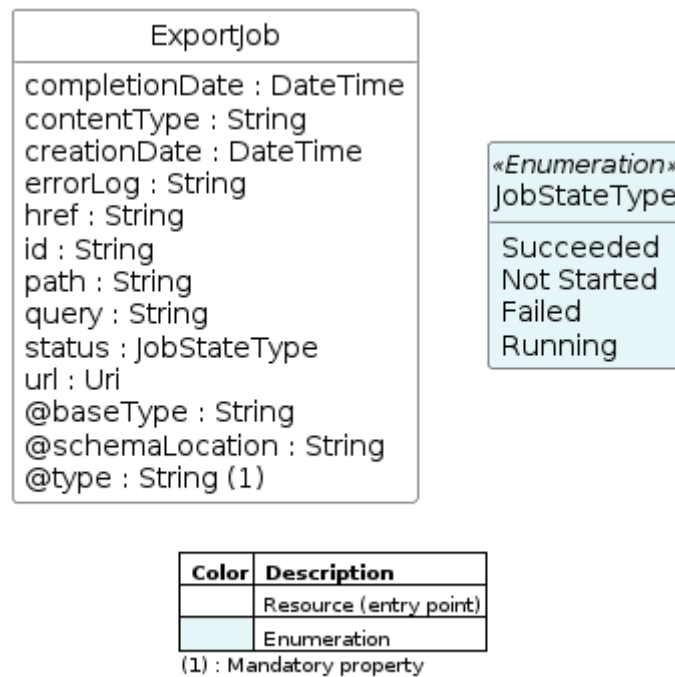 ExportJob
completionDate : DateTime
contentType : String
creationDate : DateTime
errorLog : String
href : String
id : String
path : String
query : String
status : JobStateType
url : Uri
@baseType : String
@schemaLocation : String
@type : String (1)
«Enumeration»
JobStateType
Succeeded
Not Started
Failed
Running
Color Description
Resource (entry point)
Enumeration
(1) : Mandatory property